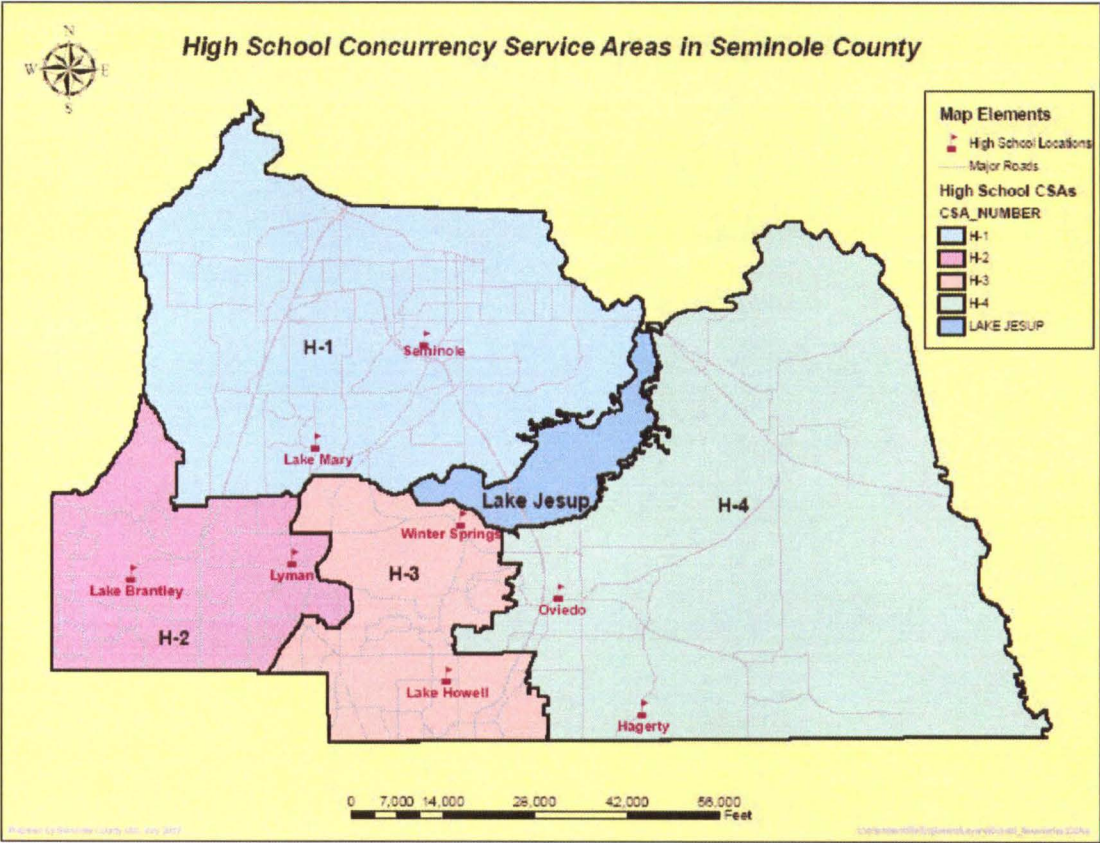 High School Concurrency Service Areas in Seminole County
N
W E
S
Map Elements
High School Locations
Major Roads
High School CSAs
CSA_NUMBER
H-1
H-2
H-3
H-4
LAKE JESUP
H-1
Seminole
Lake Mary
Lake Jesup
H-4
Winter Springs
H-3
Lyman
Lake Brantley
Oviedo
H-2
Lake Howell
Hagerty
0 7,000 14,000 28,000 42,000 56,000
Feet